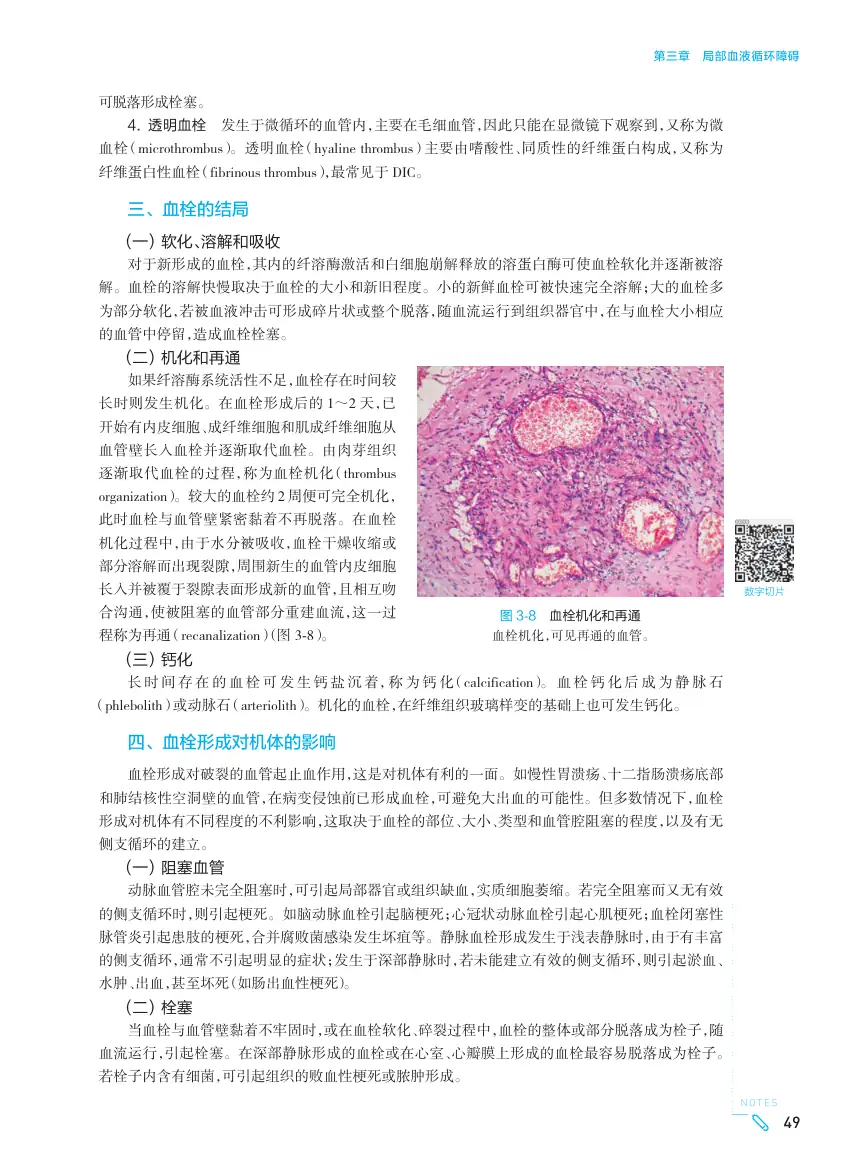 第三章 局部血液循环障碍
可脱落形成栓塞。
4. 透明血栓 发生于微循环的血管内,主要在毛细血管,因此只能在显微镜下观察到,又称为微
血栓(microthrombus)。透明血栓(hyaline thrombus)主要由嗜酸性、同质性的纤维蛋白构成,又称为
纤维蛋白性血栓(fibrinous thrombus),最常见于 DIC。
三、血栓的结局
(一)软化、溶解和吸收
对于新形成的血栓,其内的纤溶酶激活和白细胞崩解释放的溶蛋白酶可使血栓软化并逐渐被溶
解。血栓的溶解快慢取决于血栓的大小和新旧程度。小的新鲜血栓可被快速完全溶解;大的血栓多
为部分软化,若被血液冲击可形成碎片状或整个脱落,随血流运行到组织器官中,在与血栓大小相应
的血管中停留,造成血栓栓塞。
(二)机化和再通
如果纤溶酶系统活性不足,血栓存在时间较
长时则发生机化。在血栓形成后的 1～2 天,已
开始有内皮细胞、成纤维细胞和肌成纤维细胞从
血管壁长入血栓并逐渐取代血栓。由肉芽组织
逐渐取代血栓的过程,称为血栓机化(thrombus
organization)。较大的血栓约 2 周便可完全机化,
此时血栓与血管壁紧密黏着不再脱落。在血栓
机化过程中,由于水分被吸收,血栓干燥收缩或
部分溶解而出现裂隙,周围新生的血管内皮细胞
长入并被覆于裂隙表面形成新的血管,且相互吻
合沟通,使被阻塞的血管部分重建血流,这一过
程称为再通(recanalization)(图 3-8)。
数字切片
图 3-8 血栓机化和再通
血栓机化,可见再通的血管。
(三)钙化
长时间存在的血栓可发生钙盐沉着,称为钙化(calcification)。血栓钙化后成为静脉石
(phlebolith)或动脉石(arteriolith)。机化的血栓,在纤维组织玻璃样变的基础上也可发生钙化。
四、血栓形成对机体的影响
血栓形成对破裂的血管起止血作用,这是对机体有利的一面。如慢性胃溃疡、十二指肠溃疡底部
和肺结核性空洞壁的血管,在病变侵蚀前已形成血栓,可避免大出血的可能性。但多数情况下,血栓
形成对机体有不同程度的不利影响,这取决于血栓的部位、大小、类型和血管腔阻塞的程度,以及有无
侧支循环的建立。
(一)阻塞血管
动脉血管腔未完全阻塞时,可引起局部器官或组织缺血,实质细胞萎缩。若完全阻塞而又无有效
的侧支循环时,则引起梗死。如脑动脉血栓引起脑梗死;心冠状动脉血栓引起心肌梗死;血栓闭塞性
脉管炎引起患肢的梗死,合并腐败菌感染发生坏疽等。静脉血栓形成发生于浅表静脉时,由于有丰富
的侧支循环,通常不引起明显的症状;发生于深部静脉时,若未能建立有效的侧支循环,则引起淤血、
水肿、出血,甚至坏死(如肠出血性梗死)。
(二)栓塞
当血栓与血管壁黏着不牢固时,或在血栓软化、碎裂过程中,血栓的整体或部分脱落成为栓子,随
血流运行,引起栓塞。在深部静脉形成的血栓或在心室、心瓣膜上形成的血栓最容易脱落成为栓子。
若栓子内含有细菌,可引起组织的败血性梗死或脓肿形成。
NOTES
49